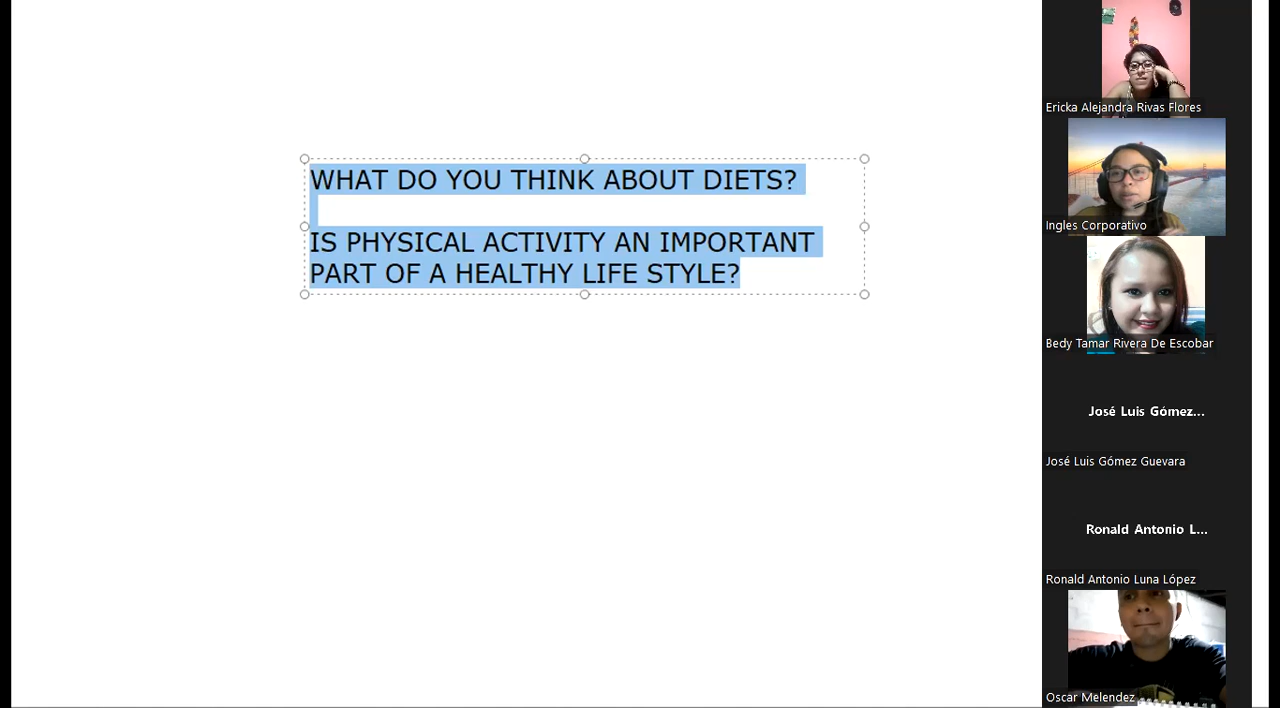 WHAT DO YOU THINK ABOUT DIETS?
IS PHYSICAL ACTIVITY AN IMPORTANT
PART OF A HEALTHY LIFE STYLE?
Ericka Alejandra Rivas Flores
Ingles Corporativo
Bedy Tamar Rivera De Escobar
José Luis Gómez...
José Luis Gómez Guevara
Ronald Antonio L...
Ronald Antonio Luna López
Oscar Melendez